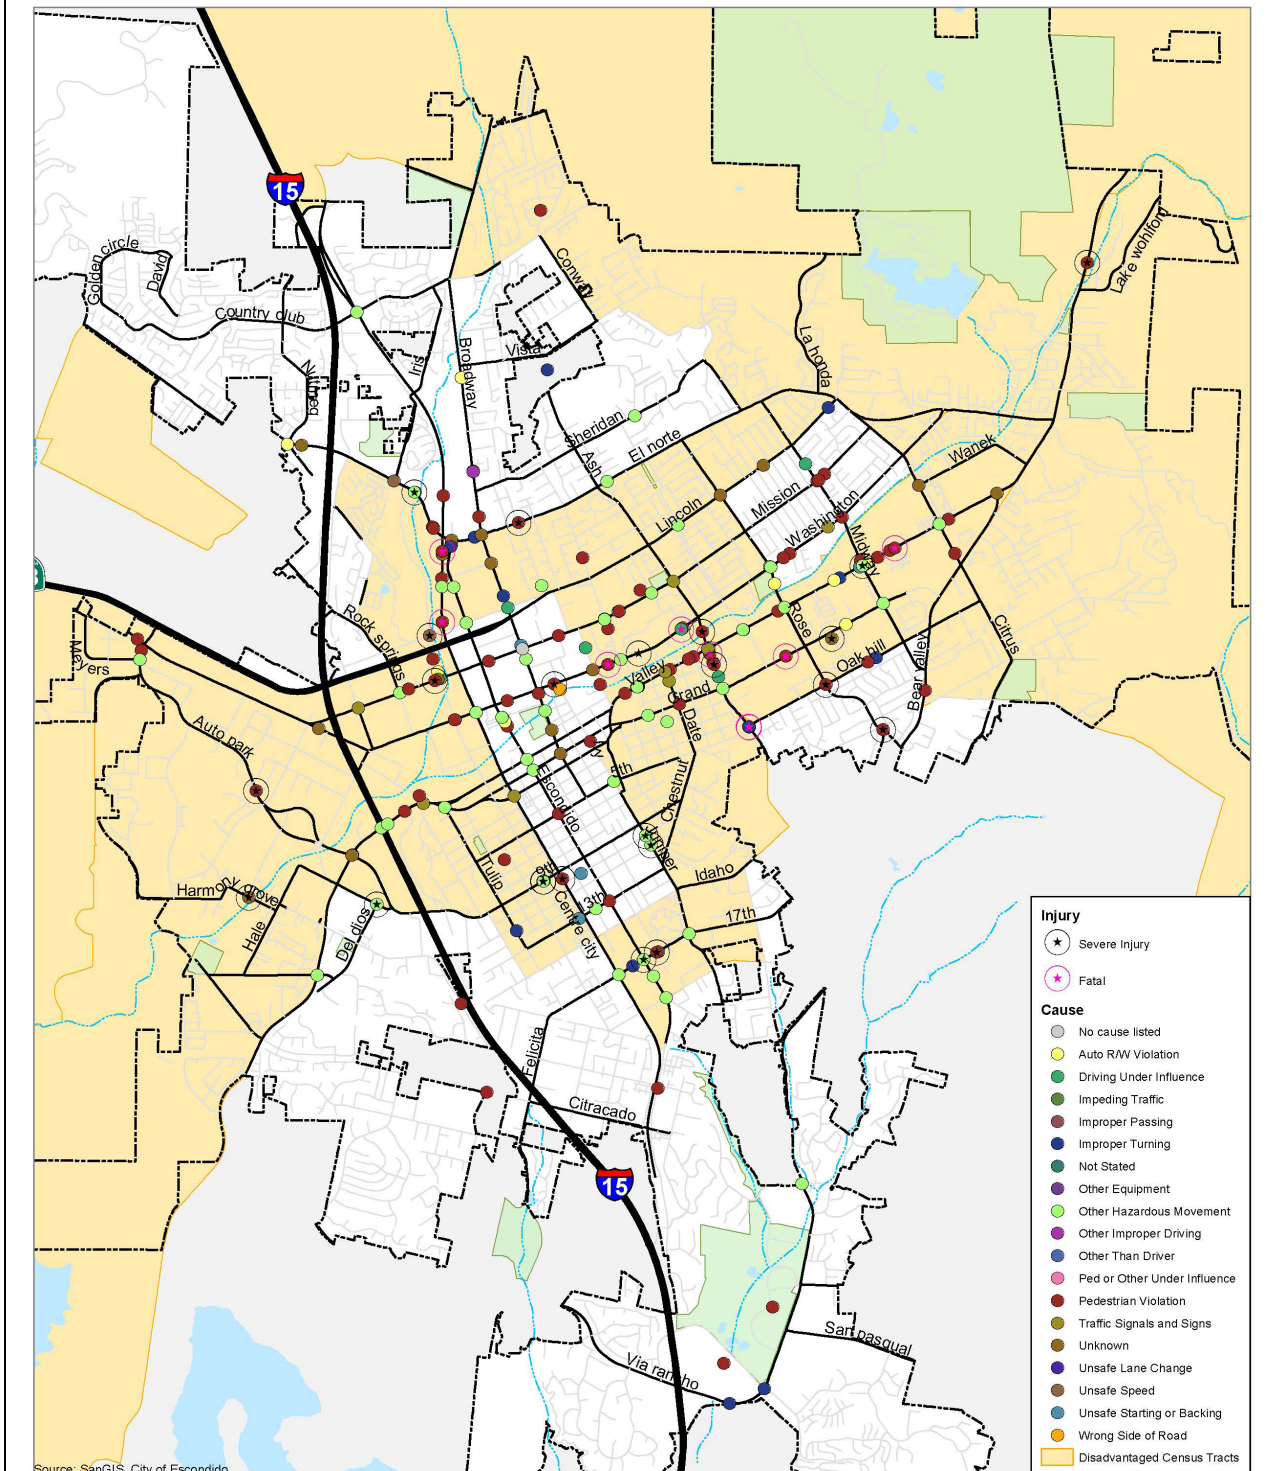 15
Golden circle
David
Country club
Conway
Lake wohlford
La honda
Nutmeg
Iris
Broadway
Vista
Sheridan
Ash
El norte
Wanek
Lincoln
Mission
Washington
Midway
Rock springs
Rose
Citrus
Meyers
Valley
Oak hill
Bear valley
Grand
Date
Auto park
5th
Escondido
Chestnut
Juniper
Tulip
9th
Idaho
Harmony grove
13th
17th
Hale
Del dios
Centre city
Felicita
Citracado
15
San pasqual
Via rancho
Injury
Severe Injury
Fatal
Cause
No cause listed
Auto R/W Violation
Driving Under Influence
Impeding Traffic
Improper Passing
Improper Turning
Not Stated
Other Equipment
Other Hazardous Movement
Other Improper Driving
Other Than Driver
Ped or Other Under Influence
Pedestrian Violation
Traffic Signals and Signs
Unknown
Unsafe Lane Change
Unsafe Speed
Unsafe Starting or Backing
Wrong Side of Road
Disadvantaged Census Tracts
Source: SanGIS, City of Escondido